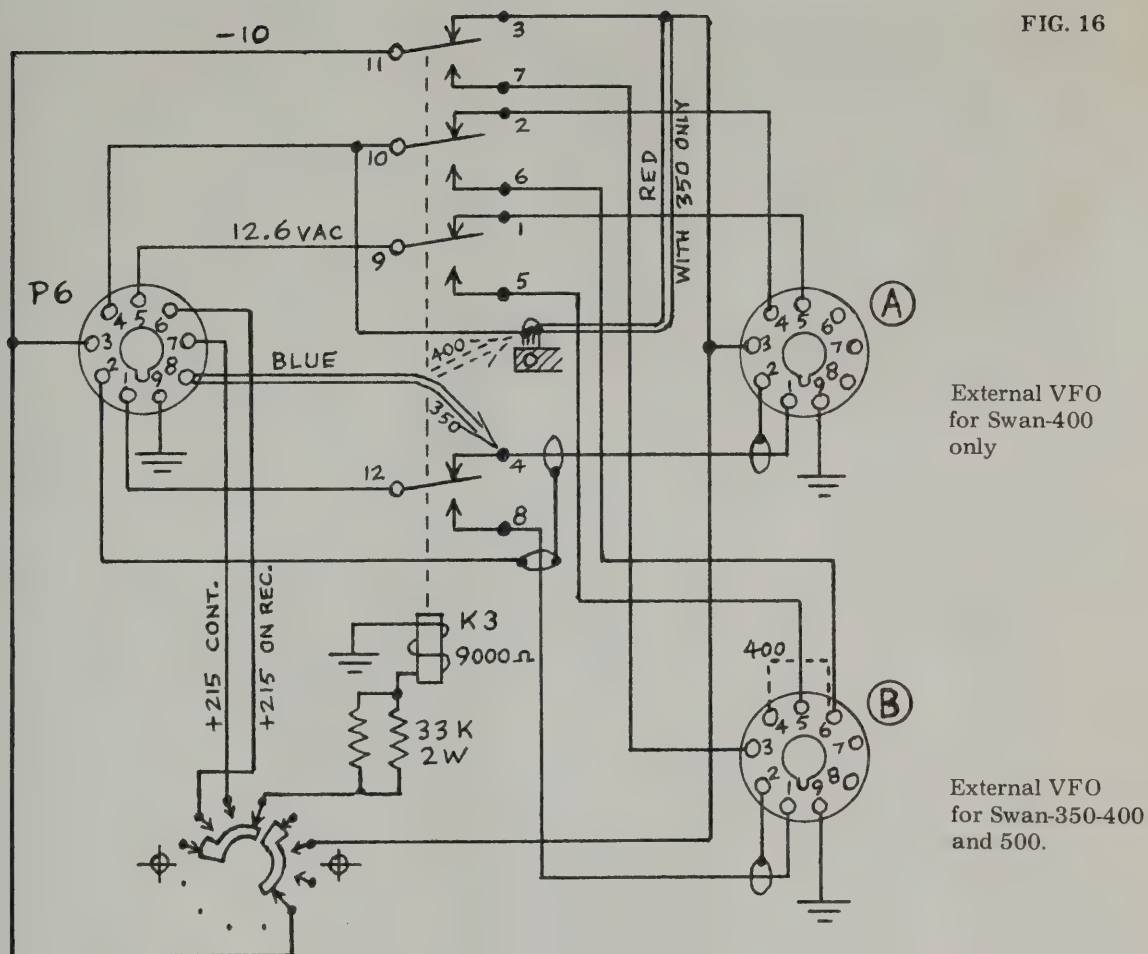 FIG. 16
-10
3
11
7
2
10
6
RED
WITH 350 ONLY
1
12.6 VAC
9
5
P6
4 5 6
3 7
2 8
1 9
BLUE
400
350
4
12
8
A
4 5 6
3 7
2 8
1 9
External VFO
for Swan-400
only
+215 CONT.
+215 ON REC.
K3
9000Ω
33K
2W
400
B
4 5 6
3 7
2 8
1 9
External VFO
for Swan-350-400
and 500.